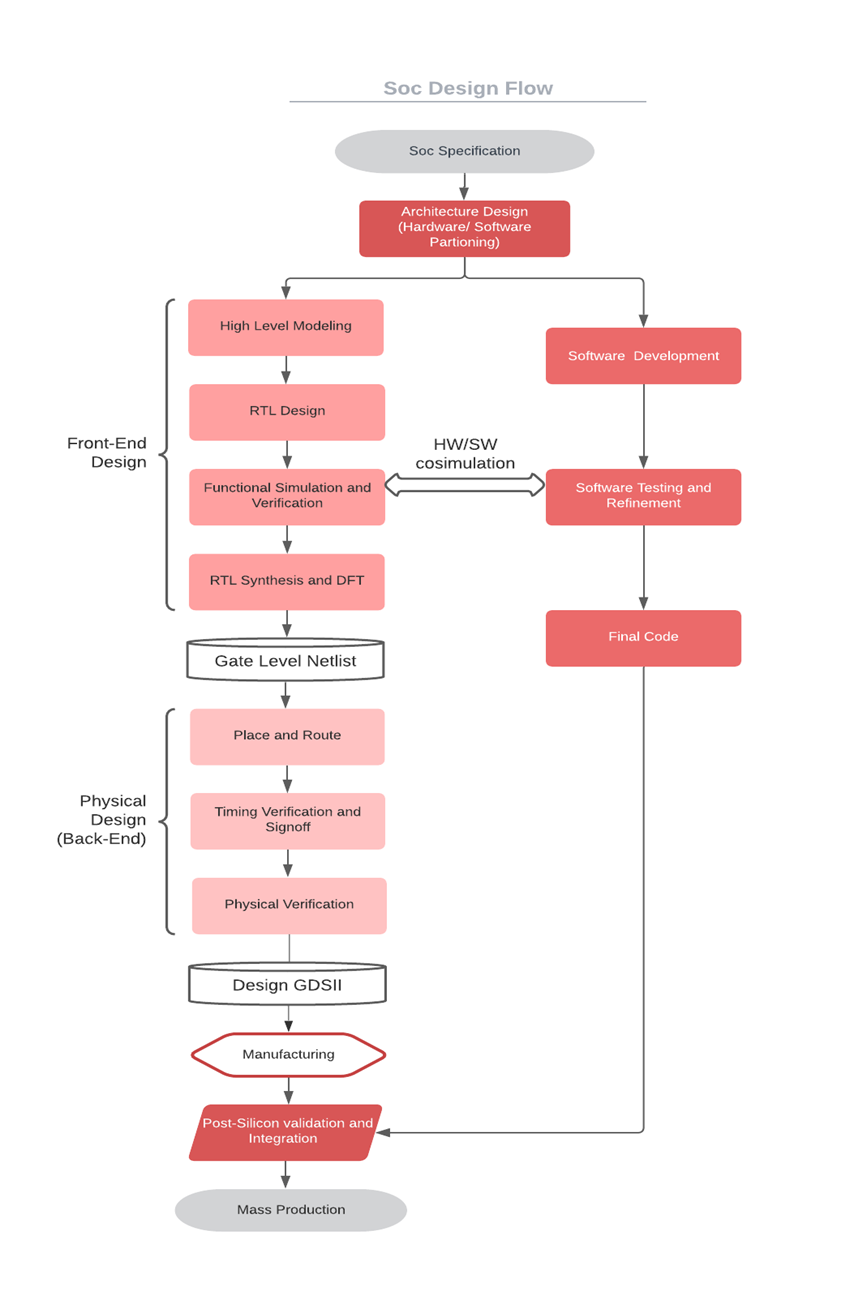 Soc Design Flow
Soc Specification
Architecture Design
(Hardware/ Software
Partioning)
High Level Modeling
Software  Development
RTL Design
Front-End
Design
HW/SW
cosimulation
Functional Simulation and
Verification
Software Testing and
Refinement
RTL Synthesis and DFT
Final Code
Gate Level Netlist
Place and Route
Physical
Design
(Back-End)
Timing Verification and
Signoff
Physical Verification
Design GDSII
Manufacturing
Post-Silicon validation and
Integration
Mass Production